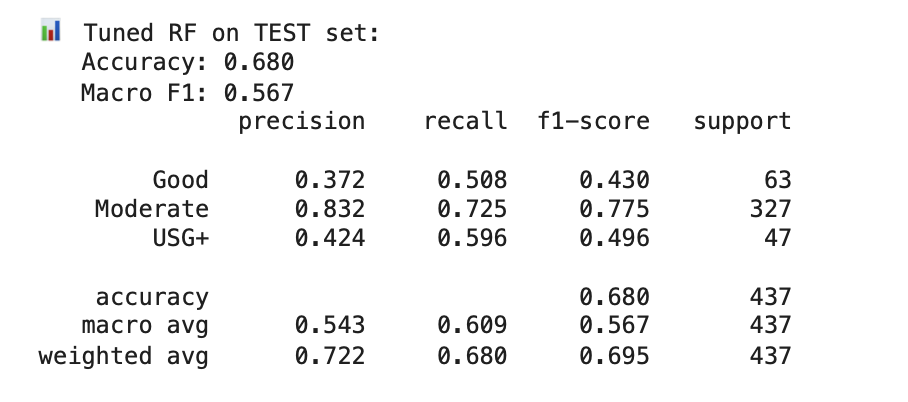 📊 Tuned RF on TEST set:
Accuracy: 0.680
Macro F1: 0.567
precision recall f1-score support
Good 0.372 0.508 0.430 63
Moderate 0.832 0.725 0.775 327
USG+ 0.424 0.596 0.496 47
accuracy 0.680 437
macro avg 0.543 0.609 0.567 437
weighted avg 0.722 0.680 0.695 437